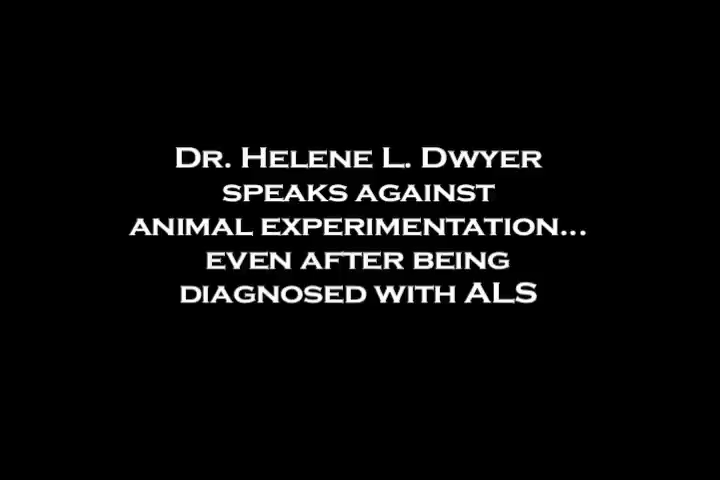 Dr. Helene L. Dwyer
speaks against
animal experimentation...
even after being
diagnosed with ALS